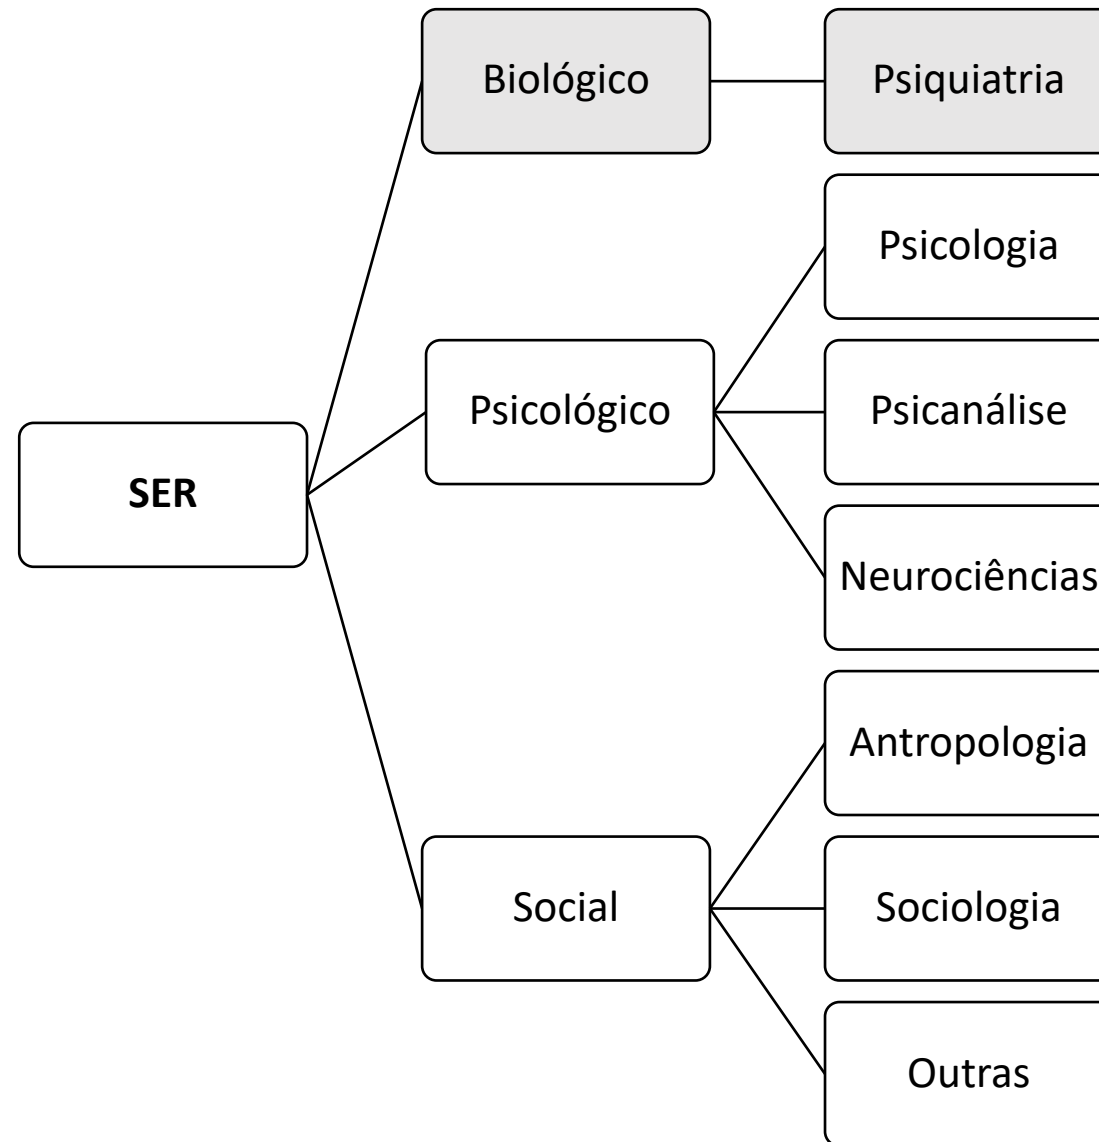 SER
Biológico
Psiquiatria
Psicológico
Psicologia
Psicanálise
Neurociências
Social
Antropologia
Sociologia
Outras